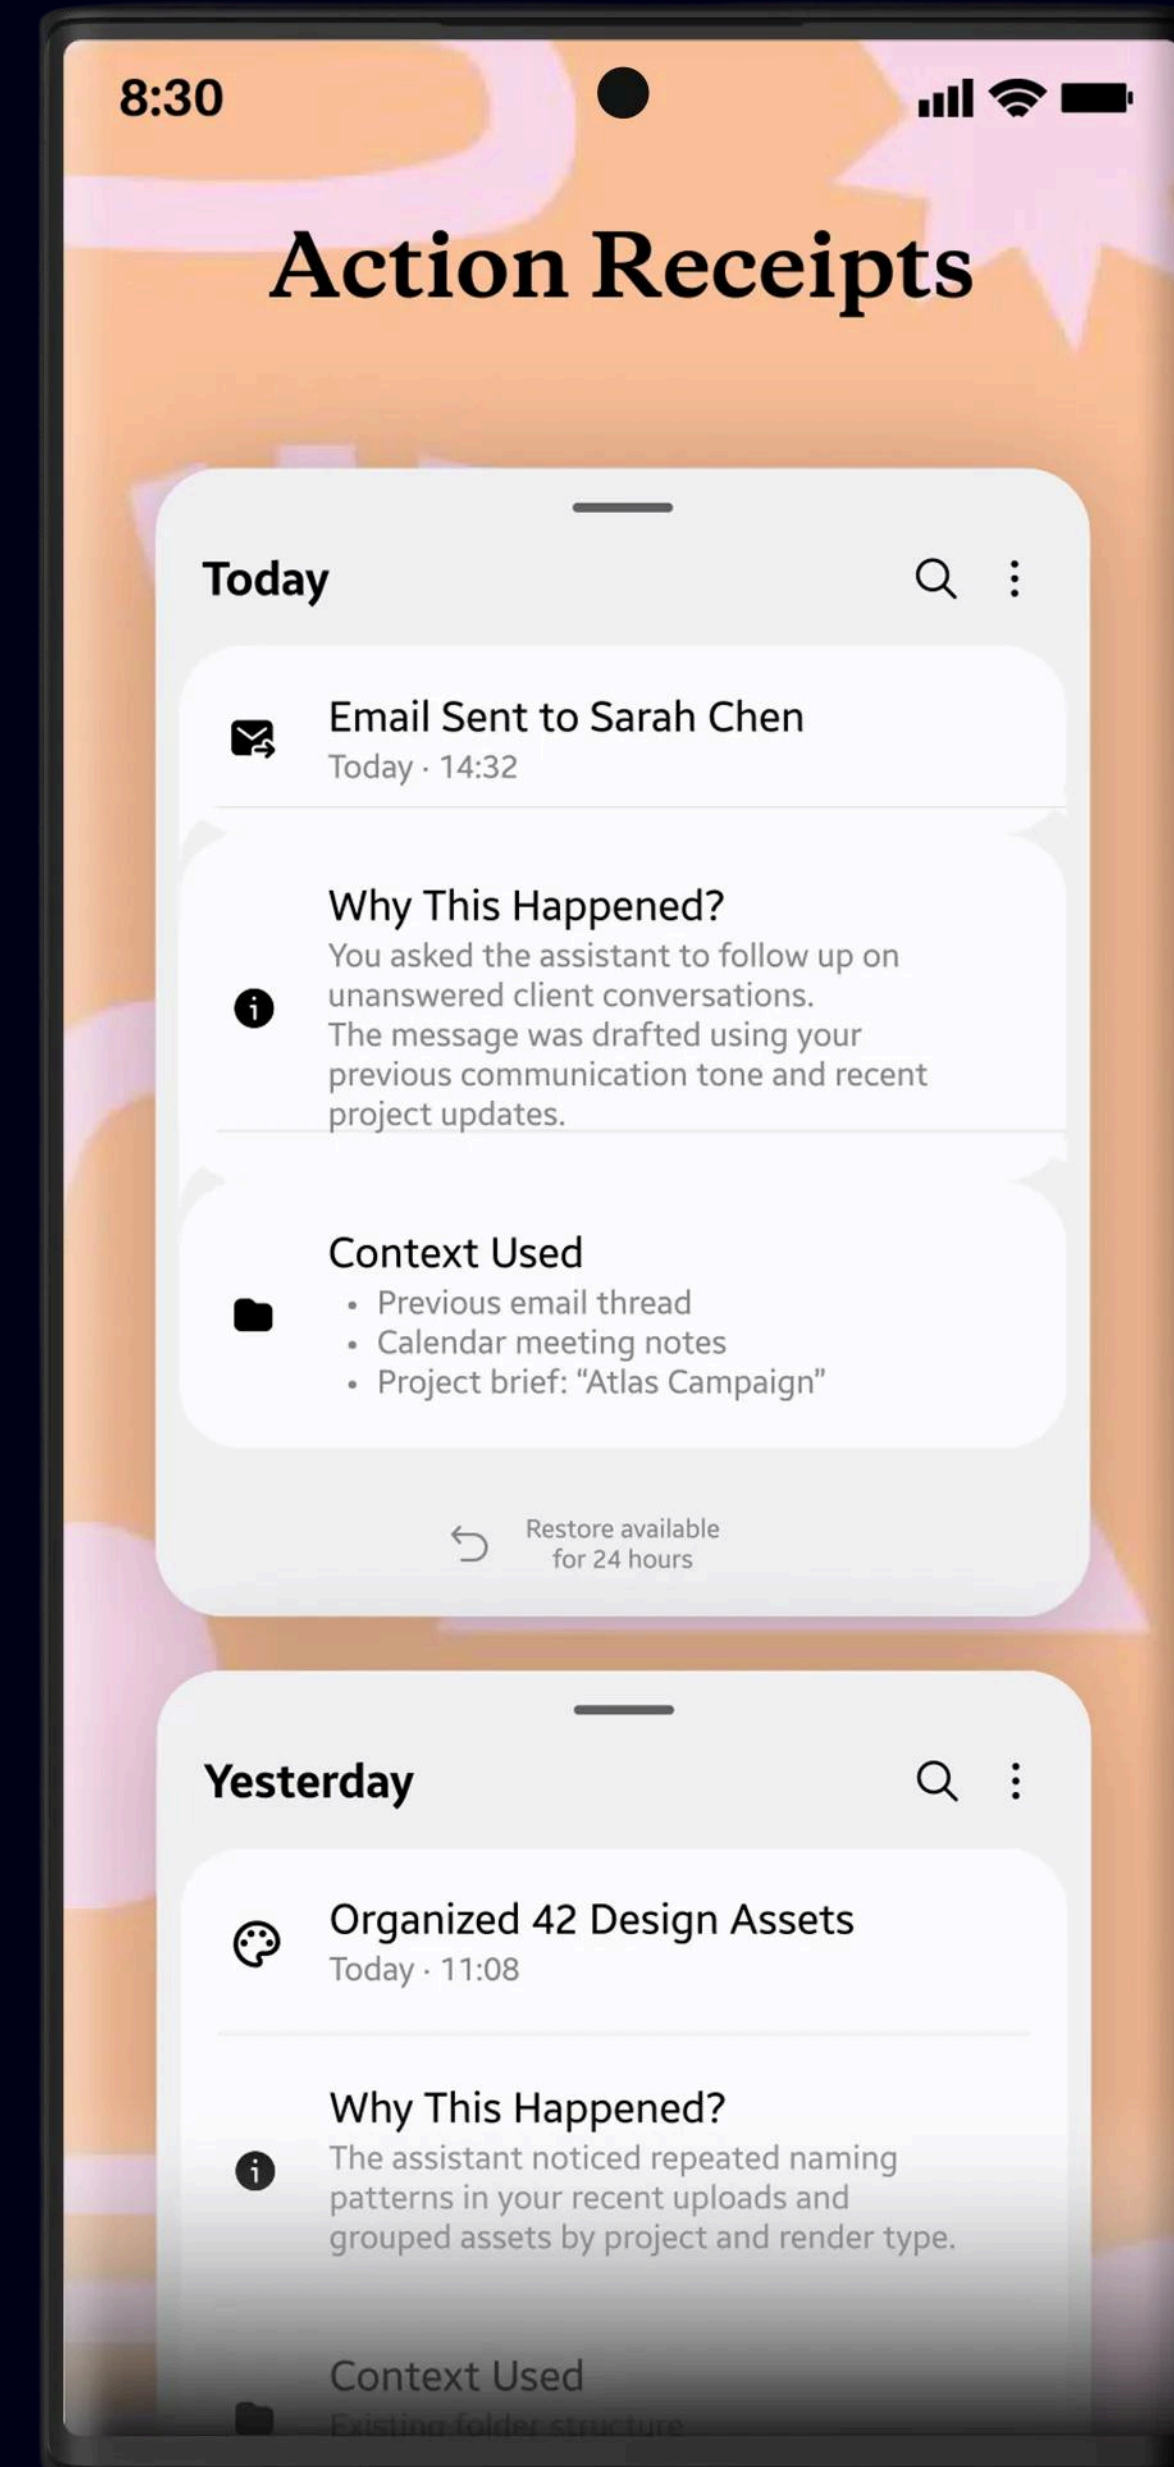 8:30
Action Receipts
Today
Email Sent to Sarah Chen
Today · 14:32
Why This Happened?
You asked the assistant to follow up on
unanswered client conversations.
The message was drafted using your
previous communication tone and recent
project updates.
Context Used
• Previous email thread
• Calendar meeting notes
• Project brief: “Atlas Campaign”
Restore available
for 24 hours
Yesterday
Organized 42 Design Assets
Today · 11:08
Why This Happened?
The assistant noticed repeated naming
patterns in your recent uploads and
grouped assets by project and render type.
Context Used
Existing folder structure